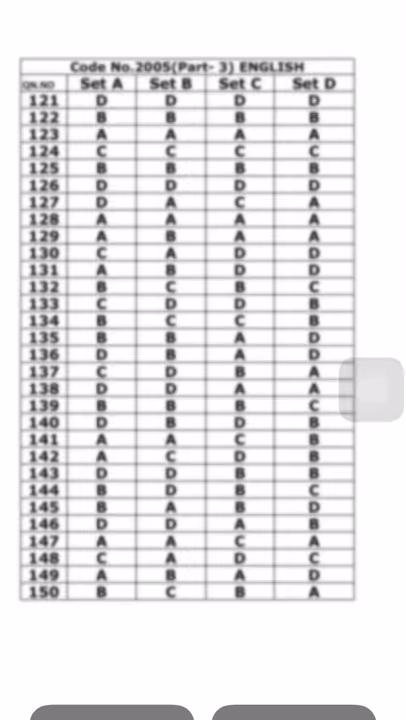 Code No.2005(Part- 3) ENGLISH
QN.NO Set A Set B Set C Set D
121 D D D D
122 B B B B
123 A A A A
124 C C C C
125 B B B B
126 D D D D
127 D A C A
128 A A A A
129 A B A A
130 C A D D
131 A B D D
132 B C B C
133 C D D B
134 B C C B
135 B B A D
136 D B A D
137 C D B A
138 D D A A
139 B B B C
140 D B D B
141 A A C B
142 A C D B
143 D D B B
144 B D B C
145 B A B D
146 D D A B
147 A A C A
148 C A D C
149 A B A D
150 B C B A